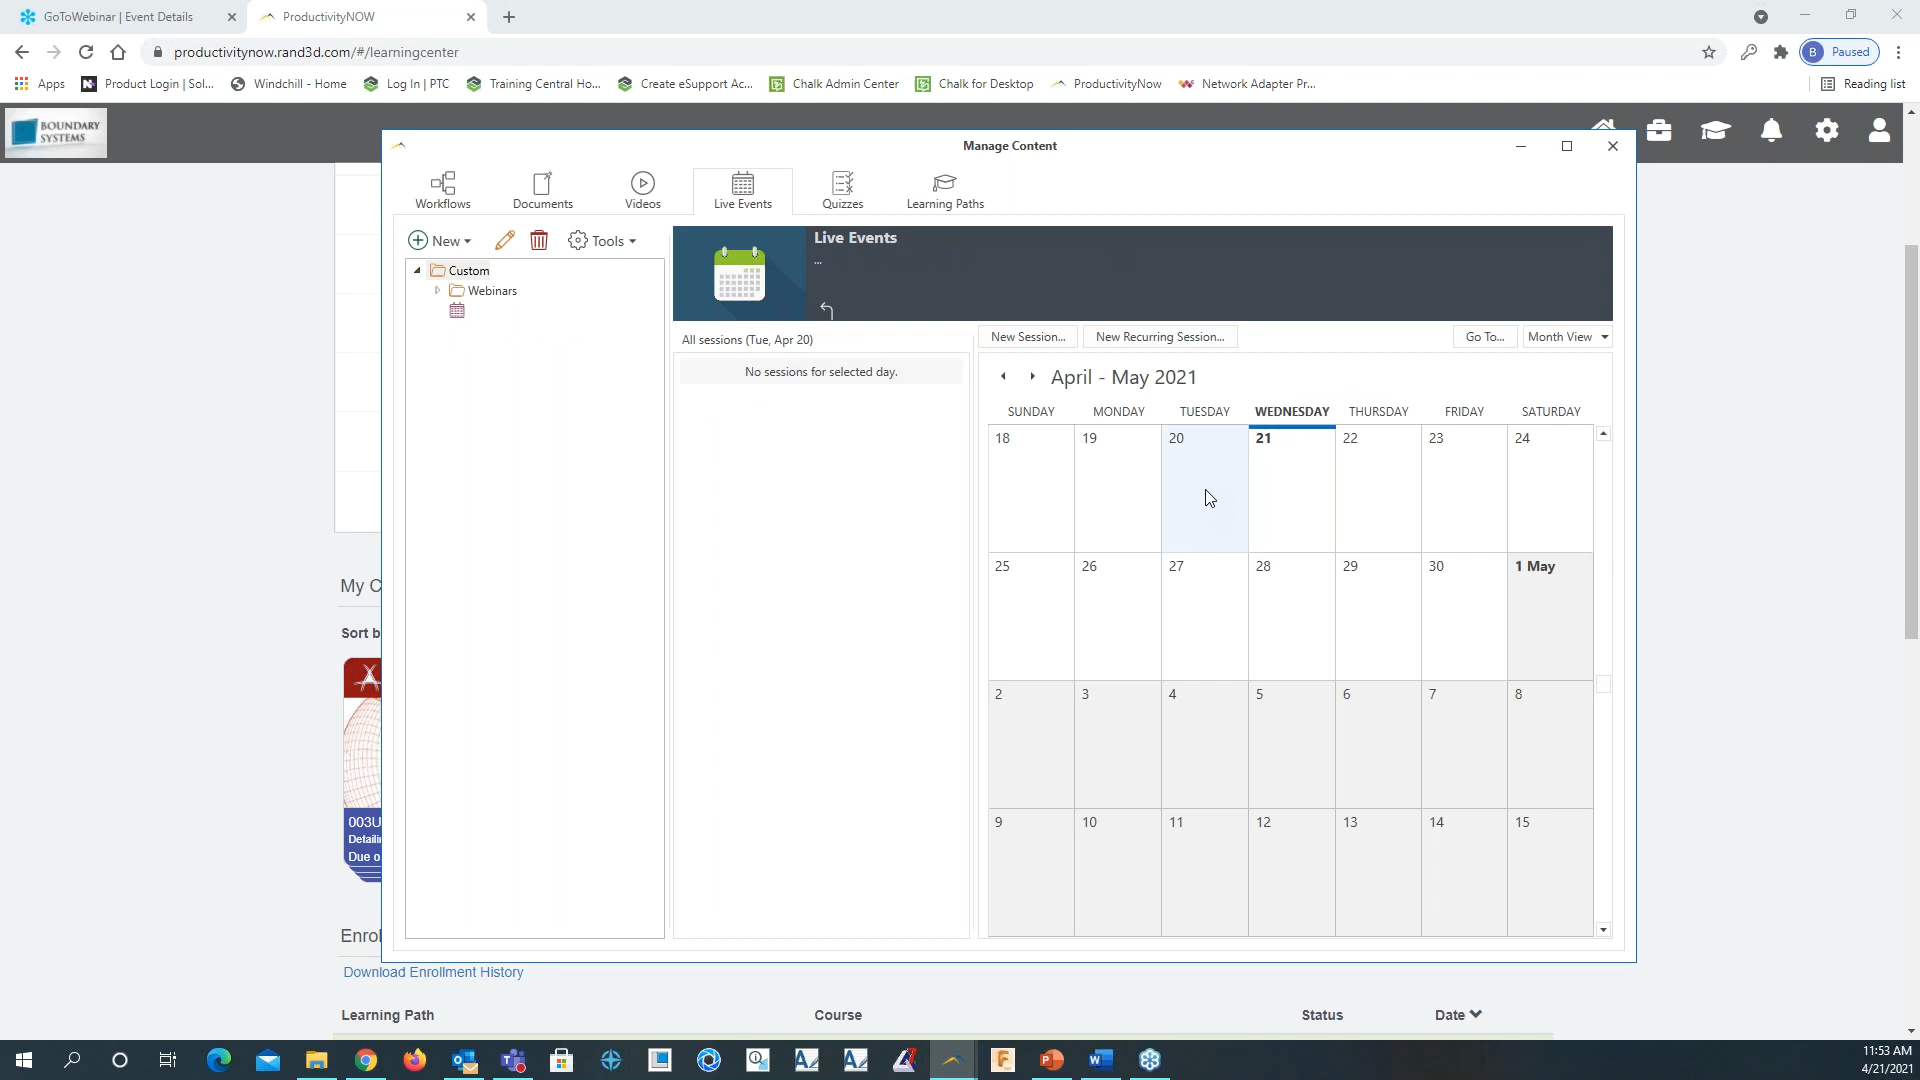 GoToWebinar | Event Details
ProductivityNOW
productivitynow.rand3d.com/#/learningcenter
B Paused
Apps
Product Login | Sol...
Windchill - Home
Log In | PTC
Training Central Ho...
Create eSupport Ac...
Chalk Admin Center
Chalk for Desktop
ProductivityNow
Network Adapter Pr...
Reading list
BOUNDARY
SYSTEMS
Manage Content
Workflows
Documents
Videos
Live Events
Quizzes
Learning Paths
New
Tools
Custom
Webinars
Live Events
...
All sessions (Tue, Apr 20)
No sessions for selected day.
New Session...
New Recurring Session...
Go To...
Month View
April - May 2021
SUNDAY MONDAY TUESDAY WEDNESDAY THURSDAY FRIDAY SATURDAY
18 19 20 21 22 23 24
25 26 27 28 29 30 1 May
2 3 4 5 6 7 8
9 10 11 12 13 14 15
My C
Sort b
003U
Detailin
Due o
Enrol
Download Enrollment History
Learning Path Course Status Date
11:53 AM
4/21/2021